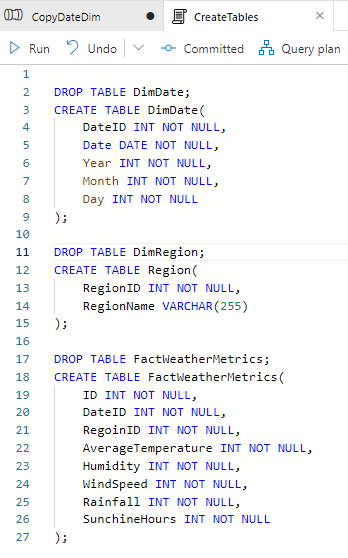 CopyDateDim CreateTables
Run Undo Committed Query plan
1
2 DROP TABLE DimDate;
3 CREATE TABLE DimDate(
4 DateID INT NOT NULL,
5 Date DATE NOT NULL,
6 Year INT NOT NULL,
7 Month INT NOT NULL,
8 Day INT NOT NULL
9 );
10
11 DROP TABLE DimRegion;
12 CREATE TABLE Region(
13 RegionID INT NOT NULL,
14 RegionName VARCHAR(255)
15 );
16
17 DROP TABLE FactWeatherMetrics;
18 CREATE TABLE FactWeatherMetrics(
19 ID INT NOT NULL,
20 DateID INT NOT NULL,
21 RegoinID INT NOT NULL,
22 AverageTemperature INT NOT NULL,
23 Humidity INT NOT NULL,
24 WindSpeed INT NOT NULL,
25 Rainfall INT NOT NULL,
26 SunchineHours INT NOT NULL
27 );